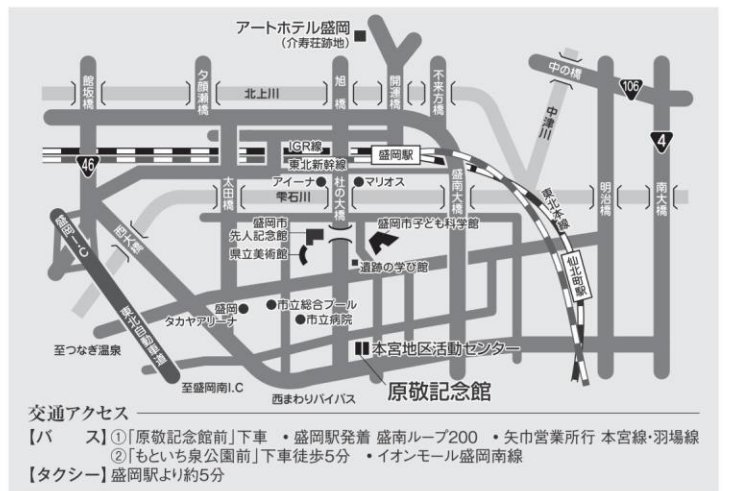 アートホテル盛岡
（介寿荘跡地）
館坂橋
夕顔瀬橋
旭橋
開運橋
不来方橋
中の橋
106
北上川
中津川
4
IGR線
盛岡駅
46
東北新幹線
太田橋
アイーナ
杜の大橋
マリオス
盛南大橋
東北本線
明治橋
南大橋
雫石川
盛岡I.C
西大橋
盛岡市
先人記念館
盛岡市子ども科学館
県立美術館
遺跡の学び館
仙北町駅
東北自動車道
盛岡
タカヤアリーナ
市立総合プール
市立病院
至つなぎ温泉
本宮地区活動センター
至盛岡南I.C
原敬記念館
西まわりバイパス
交通アクセス
【バ　ス】①「原敬記念館前」下車　・盛岡駅発着 盛南ループ200　・矢巾営業所行 本宮線・羽場線
②「もといち泉公園前」下車徒歩5分　・イオンモール盛岡南線
【タクシー】盛岡駅より約5分